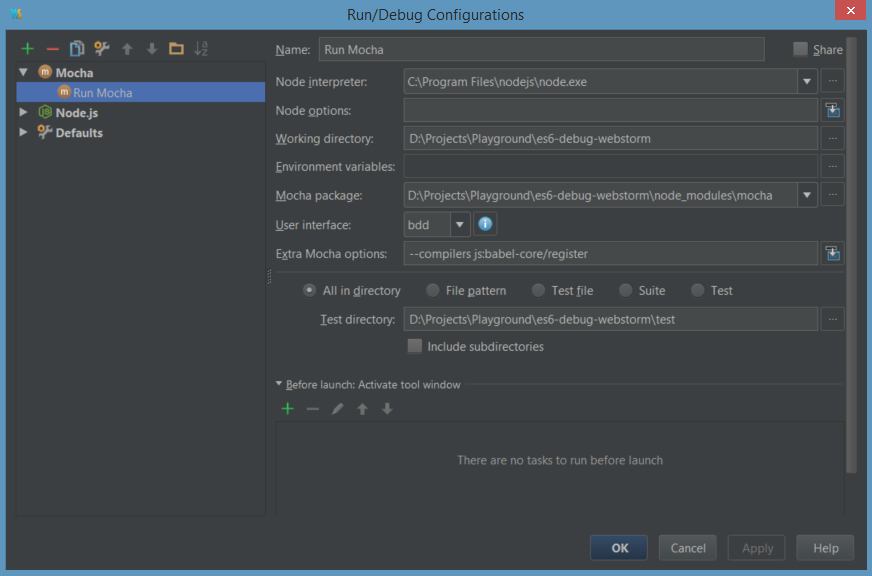 Run/Debug Configurations
Name: Run Mocha Share
Mocha
Run Mocha
Node.js
Defaults
Node interpreter: C:\Program Files\nodejs\node.exe
Node options:
Working directory: D:\Projects\Playground\es6-debug-webstorm
Environment variables:
Mocha package: D:\Projects\Playground\es6-debug-webstorm\node_modules\mocha
User interface: bdd
Extra Mocha options: --compilers js:babel-core/register
All in directory File pattern Test file Suite Test
Test directory: D:\Projects\Playground\es6-debug-webstorm\test
Include subdirectories
Before launch: Activate tool window
There are no tasks to run before launch
OK Cancel Apply Help